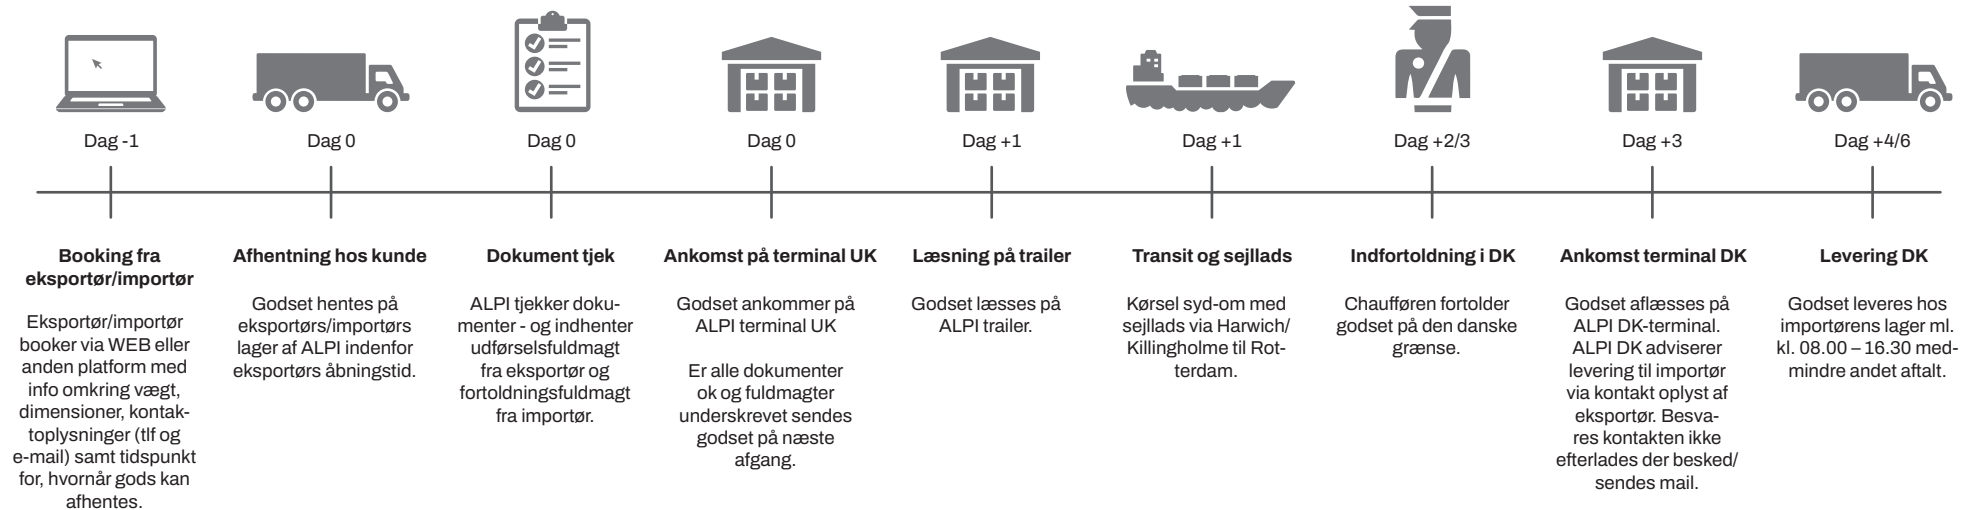 Dag -1
Dag 0
Dag 0
Dag 0
Dag +1
Dag +1
Dag +2/3
Dag +3
Dag +4/6
Booking fra
eksportør/importør
Eksportør/importør
booker via WEB eller
anden platform med
info omkring vægt,
dimensioner, kontak-
toplysninger (tlf og
e-mail) samt tidspunkt
for, hvornår gods kan
afhentes.
Afhentning hos kunde
Godset hentes på
eksportørs/importørs
lager af ALPI indenfor
eksportørs åbningstid.
Dokument tjek
ALPI tjekker doku-
menter - og indhenter
udførselsfuldmagt
fra eksportør og
fortoldningsfuldmagt
fra importør.
Ankomst på terminal UK
Godset ankommer på
ALPI terminal UK
Er alle dokumenter
ok og fuldmagter
underskrevet sendes
godset på næste
afgang.
Læsning på trailer
Godset læsses på
ALPI trailer.
Transit og sejllads
Kørsel syd-om med
sejllads via Harwich/
Killingholme til Rot-
terdam.
Indfortoldning i DK
Chaufføren fortolder
godset på den danske
grænse.
Ankomst terminal DK
Godset aflæsses på
ALPI DK-terminal.
ALPI DK adviserer
levering til importør
via kontakt oplyst af
eksportør. Besva-
res kontakten ikke
efterlades der besked/
sendes mail.
Levering DK
Godset leveres hos
importørens lager ml.
kl. 08.00 – 16.30 med-
mindre andet aftalt.